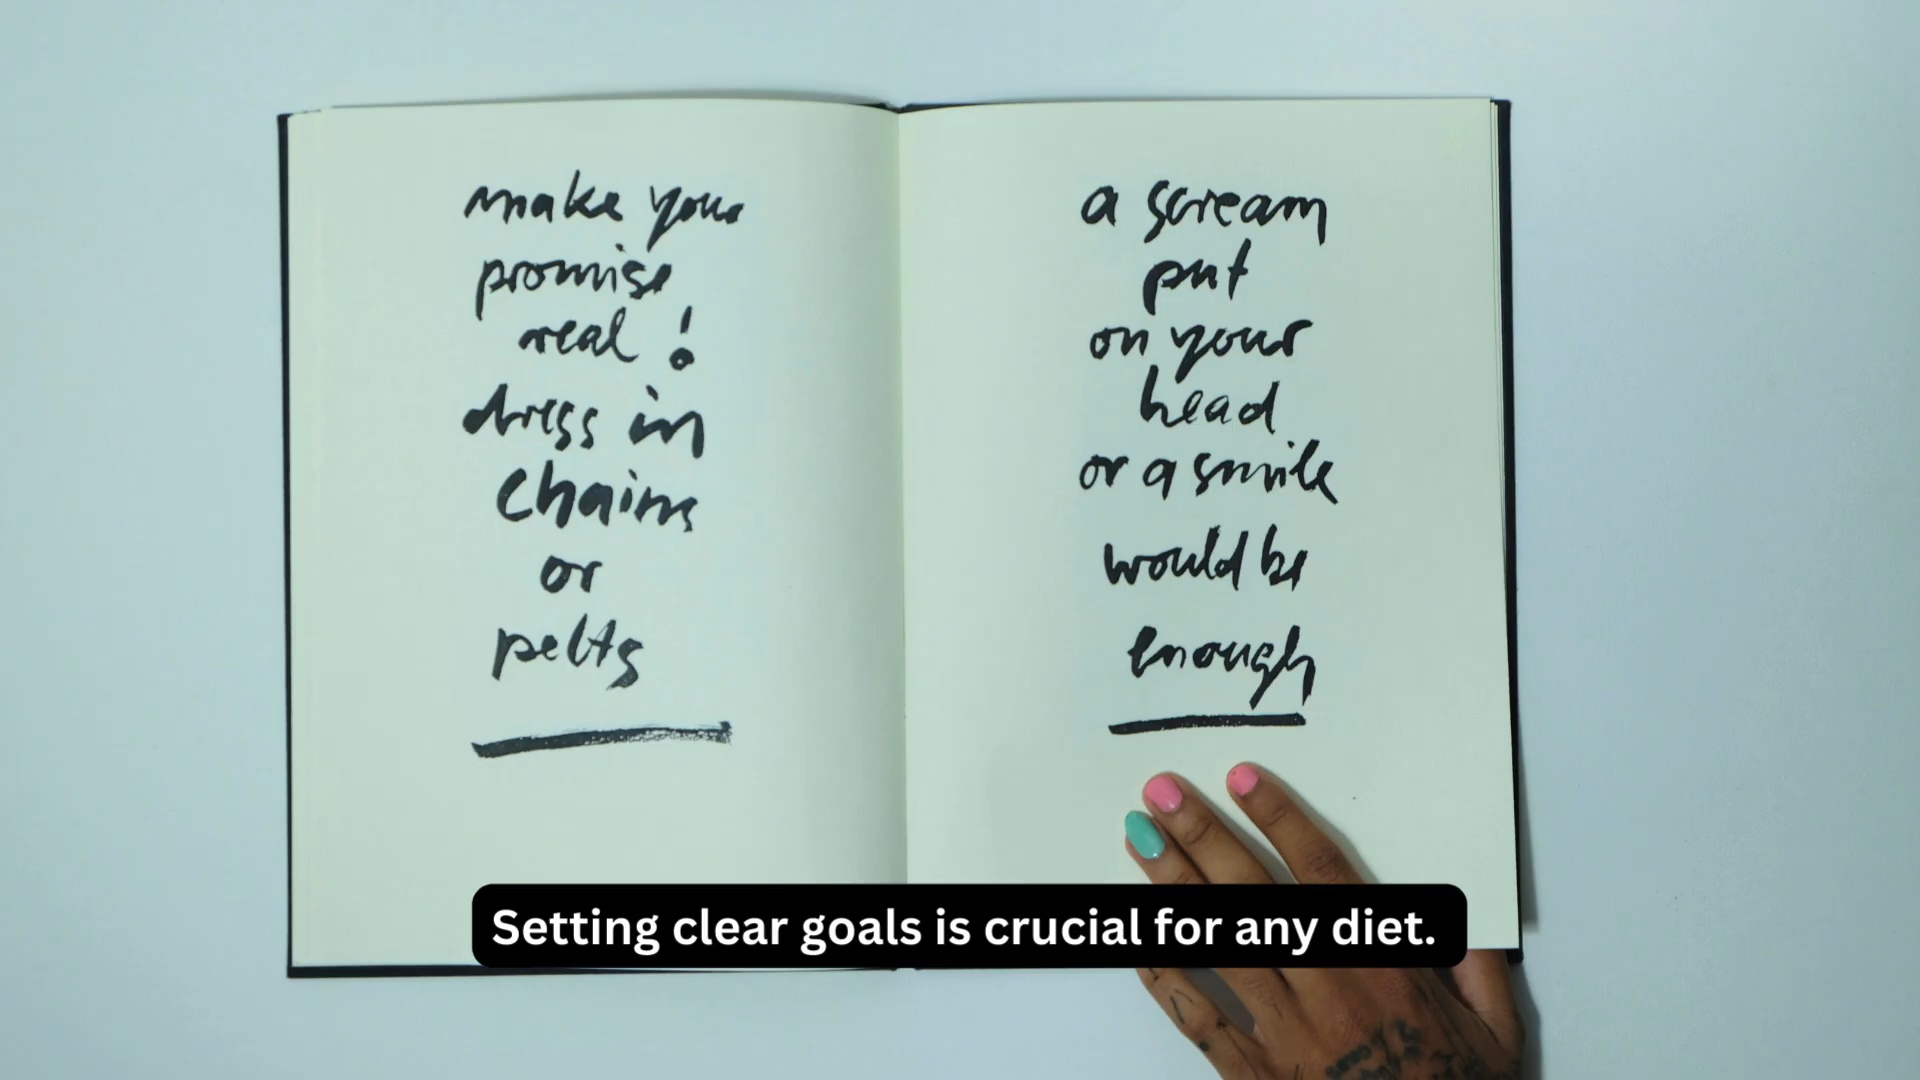 make your
promise
real !
dress in
chains
or
pelts
a scream
put
on your
head
or a smile
would be
enough
Setting clear goals is crucial for any diet.